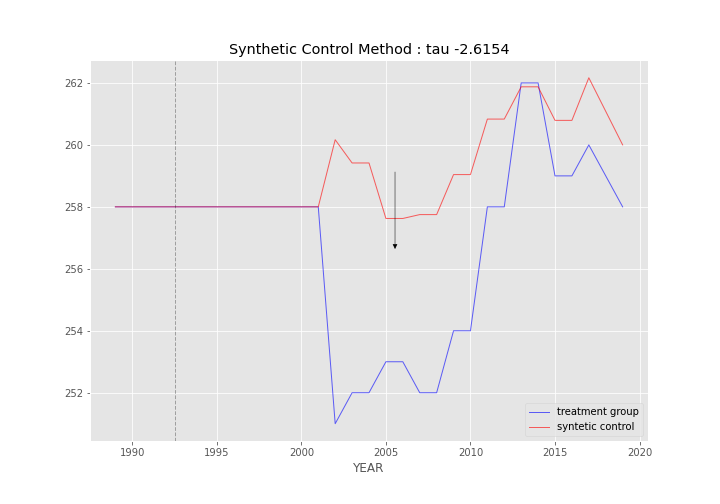 Synthetic Control Method : tau -2.6154
262
260
258
256
254
252
1990 1995 2000 2005 2010 2015 2020
YEAR
treatment group
syntetic control